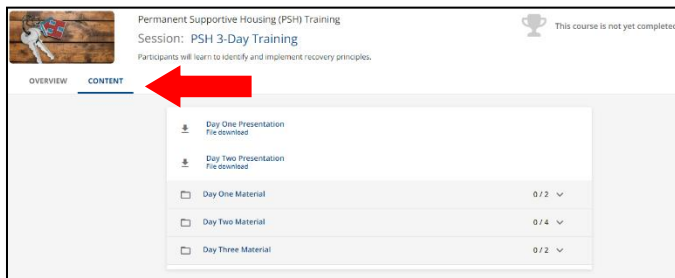 Permanent Supportive Housing (PSH) Training
This course is not yet completed
Session: PSH 3-Day Training
Participants will learn to identify and implement recovery principles.
OVERVIEW CONTENT
Day One Presentation
File download
Day Two Presentation
File download
Day One Material 0 / 2
Day Two Material 0 / 4
Day Three Material 0 / 2